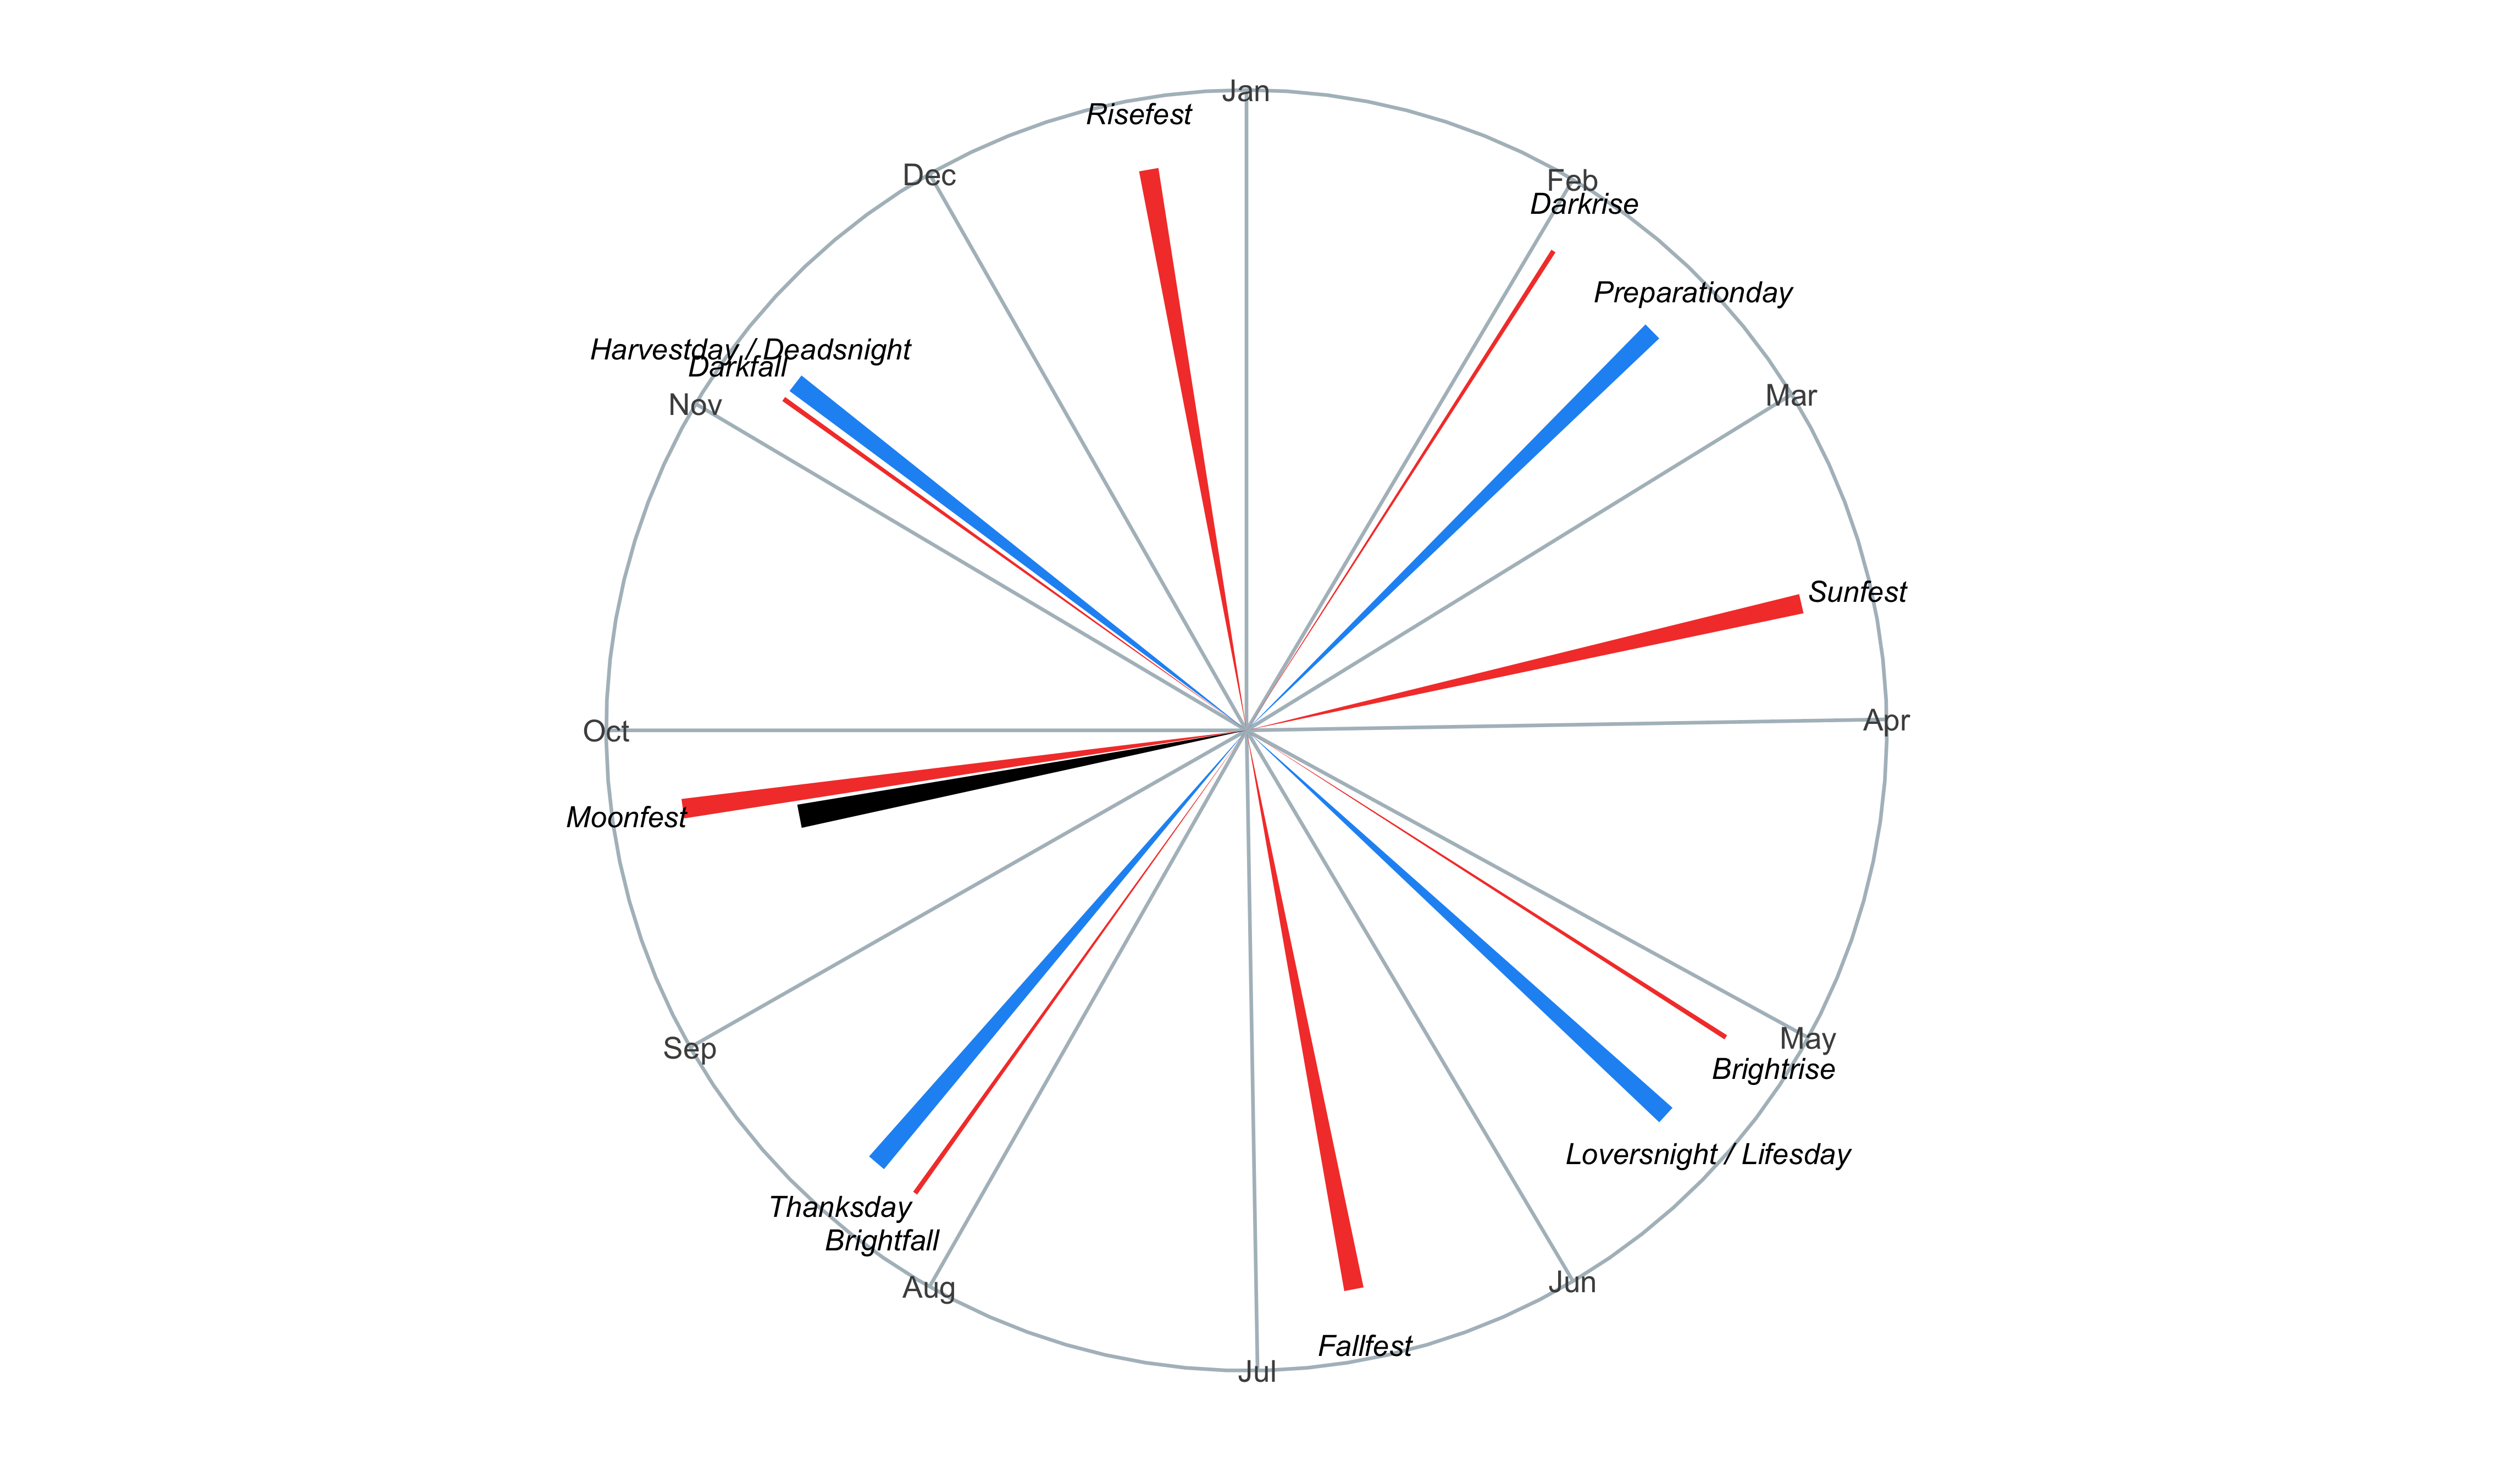 Jan
Risefest
Dec
Feb
Darkrise
Preparationday
Harvestday / Deadsnight
Darkfall
Mar
Nov
Sunfest
Apr
Oct
Moonfest
May
Sep
Brightrise
Loversnight / Lifesday
Thanksday
Brightfall
Jun
Aug
Fallfest
Jul